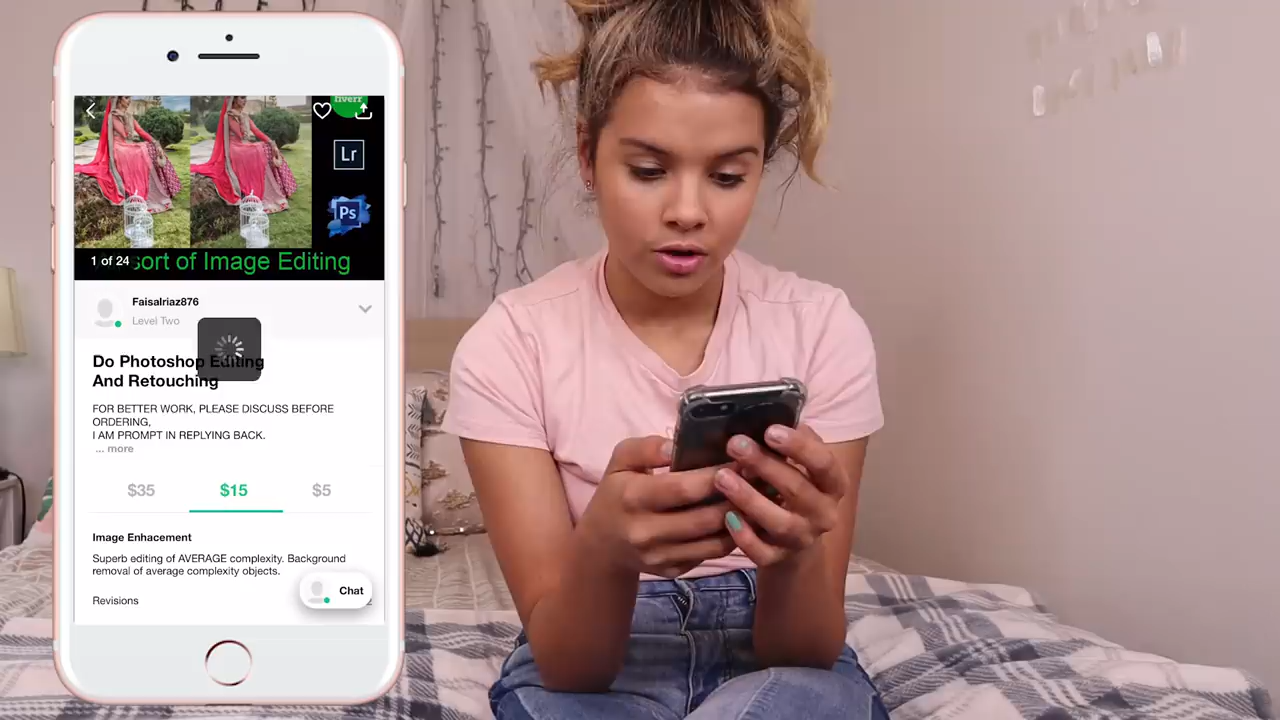 fiverr
Lr
Ps
1 of 24
sort of Image Editing
Faisalriaz876
Level Two
Do Photoshop Editing
And Retouching
FOR BETTER WORK, PLEASE DISCUSS BEFORE
ORDERING,
I AM PROMPT IN REPLYING BACK.
... more
$35 $15 $5
Image Enhacement
Superb editing of AVERAGE complexity. Background
removal of average complexity objects.
Chat
Revisions